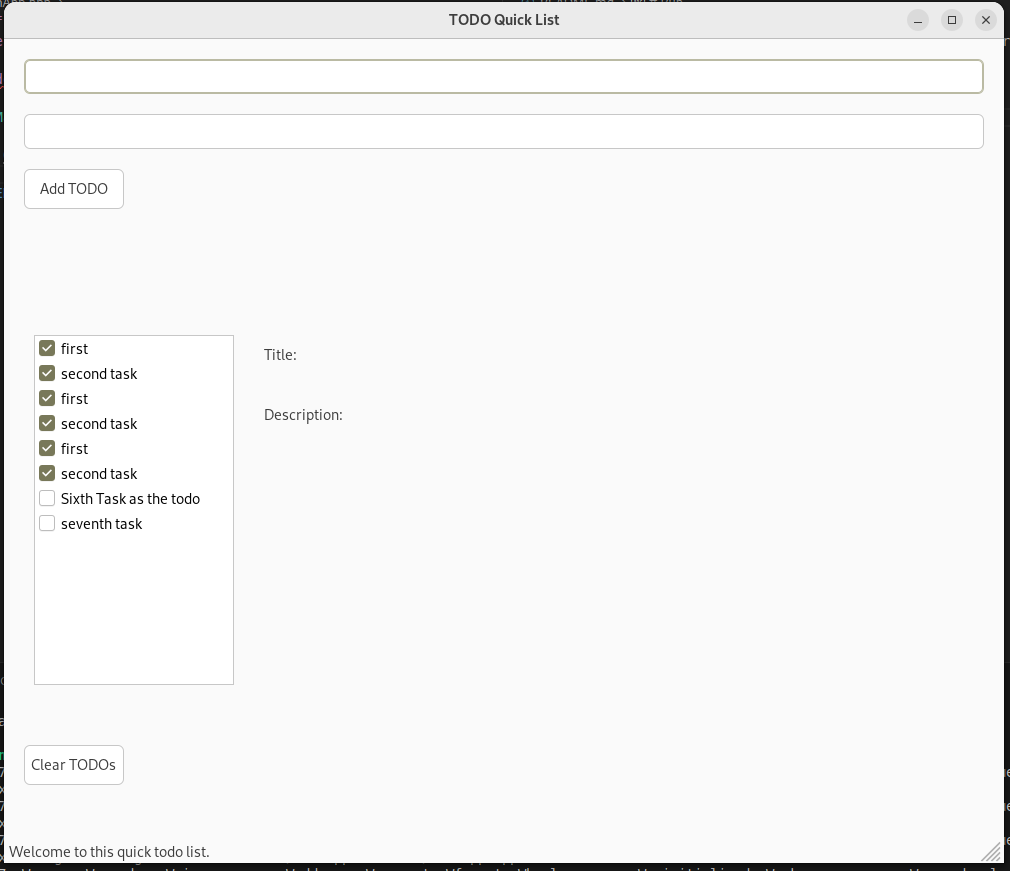 TODO Quick List
Add TODO
first
second task
first
second task
first
second task
Sixth Task as the todo
seventh task
Title:
Description:
Clear TODOs
Welcome to this quick todo list.